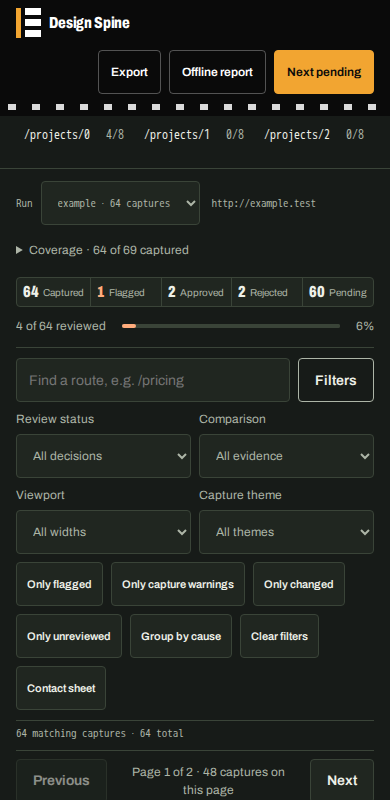 Design Spine
Export Offline report Next pending
/projects/0 4/8 /projects/1 0/8 /projects/2 0/8
Run example · 64 captures http://example.test
Coverage · 64 of 69 captured
64 Captured 1 Flagged 2 Approved 2 Rejected 60 Pending
4 of 64 reviewed 6%
Find a route, e.g. /pricing Filters
Review status Comparison
All decisions All evidence
Viewport Capture theme
All widths All themes
Only flagged Only capture warnings Only changed
Only unreviewed Group by cause Clear filters
Contact sheet
64 matching captures · 64 total
Previous Page 1 of 2 · 48 captures on this page Next